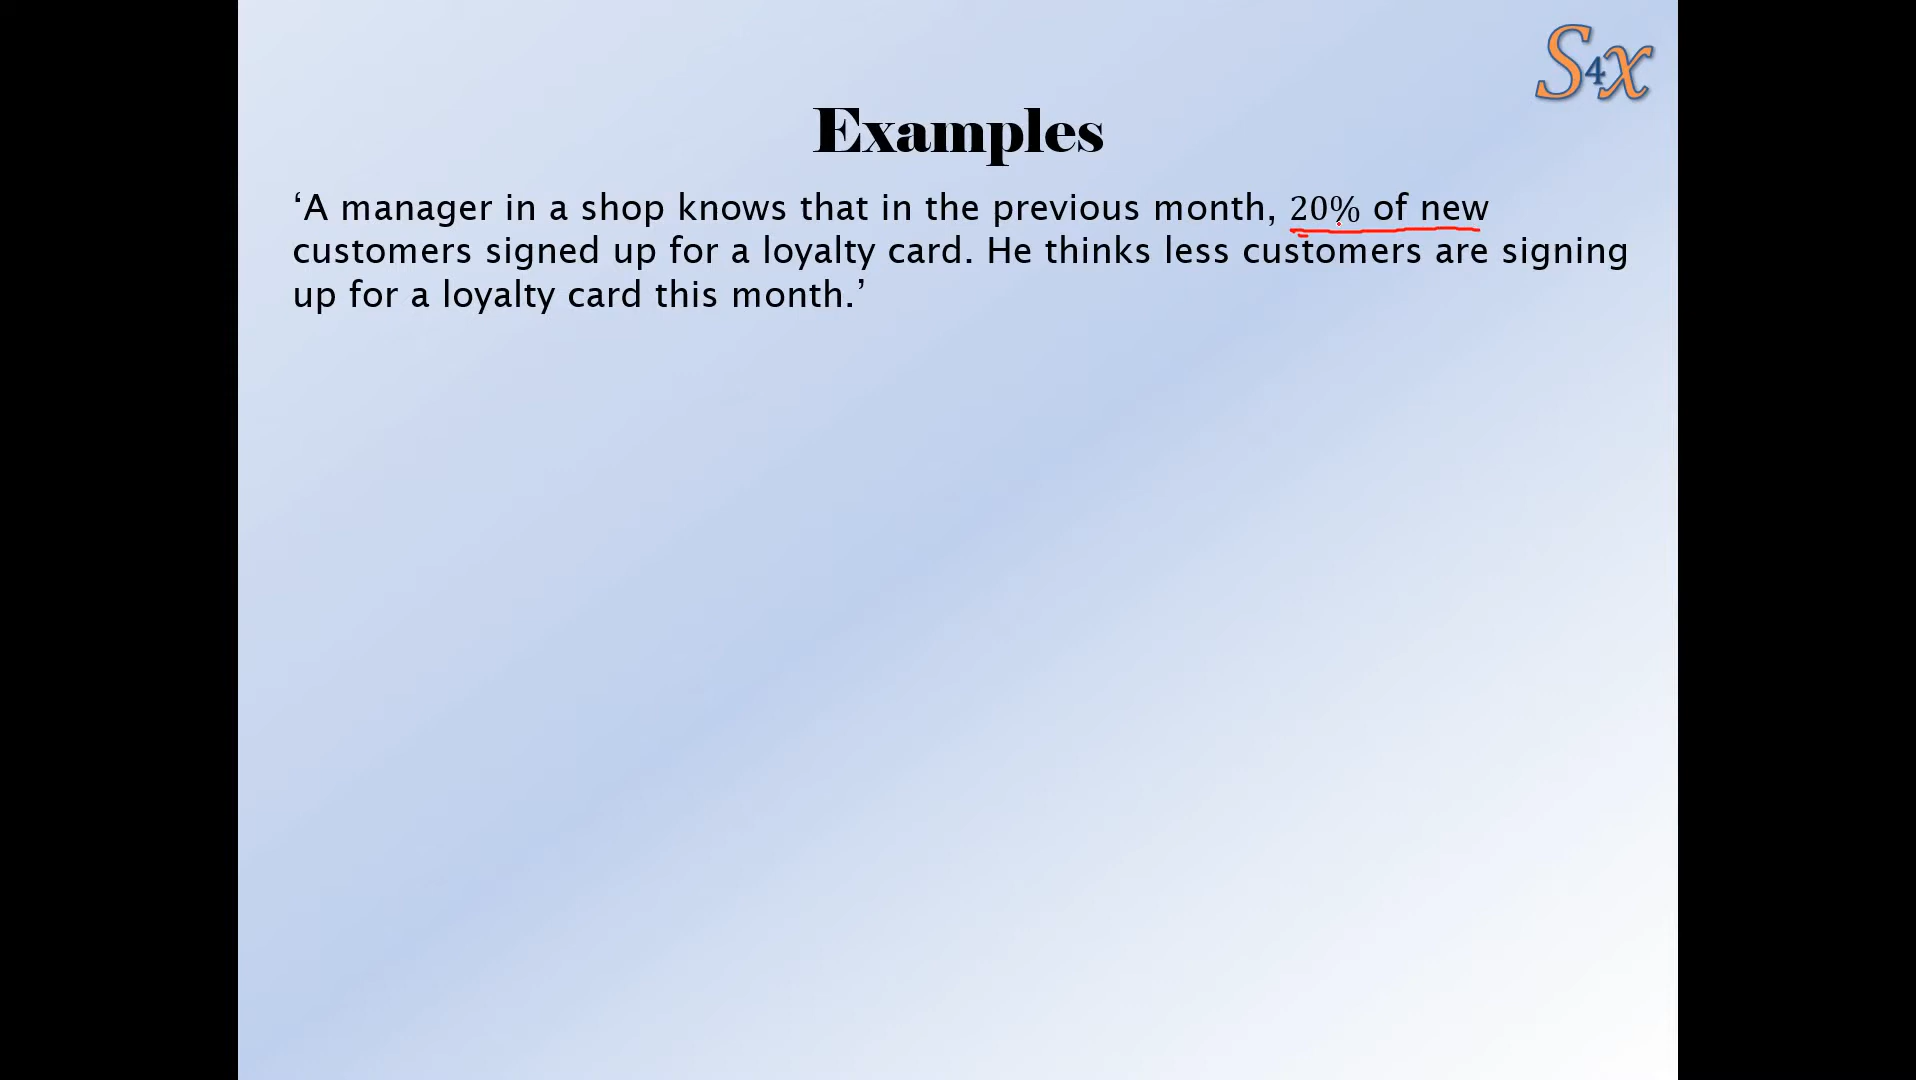 S4x
Examples
‘A manager in a shop knows that in the previous month, 20% of new
customers signed up for a loyalty card. He thinks less customers are signing
up for a loyalty card this month.’